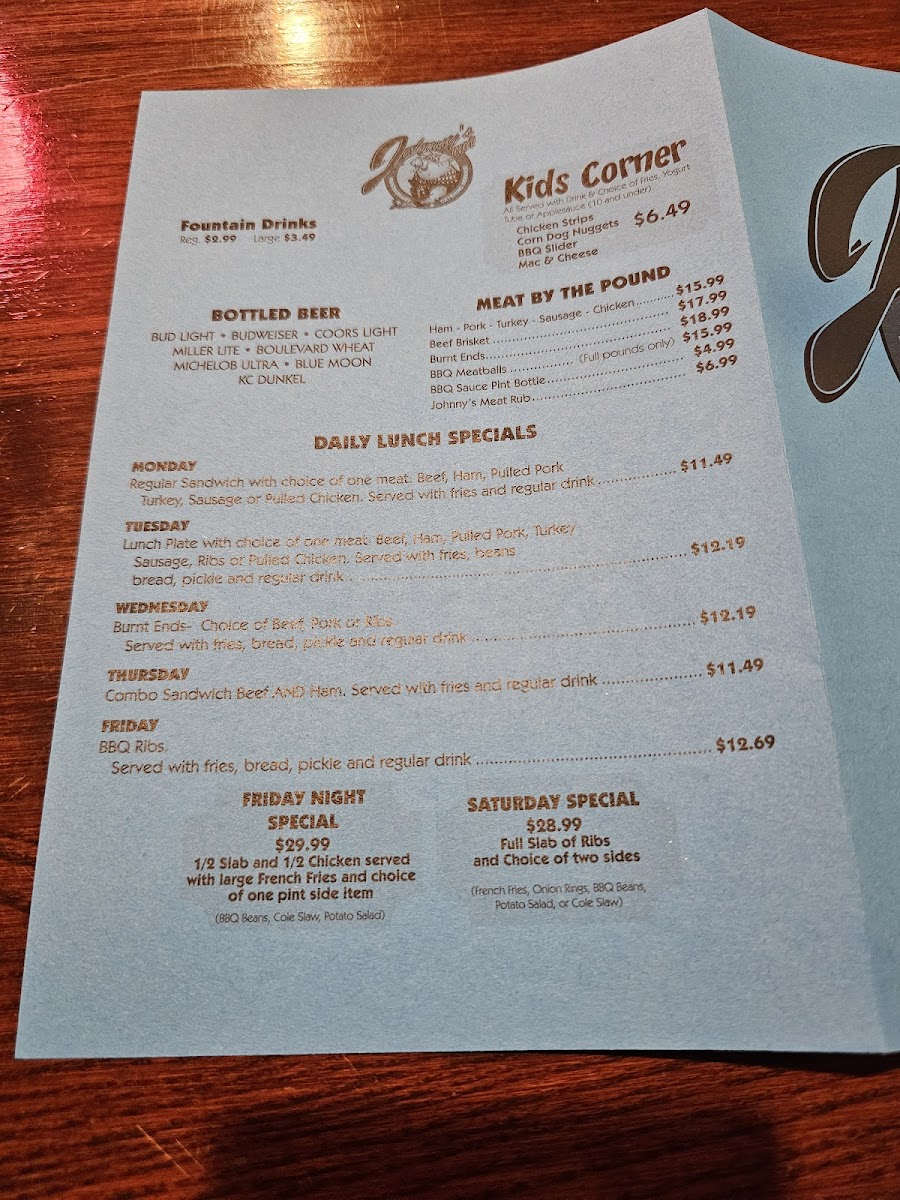 Johnny's
Kids Corner
All Served with Drink & Choice of Fries, Yogurt
Tube or Applesauce (10 and under)
Chicken Strips
Corn Dog Nuggets $6.49
BBQ Slider
Mac & Cheese
Fountain Drinks
Reg. $2.99 Large $3.49
BOTTLED BEER
BUD LIGHT • BUDWEISER • COORS LIGHT
MILLER LITE • BOULEVARD WHEAT
MICHELOB ULTRA • BLUE MOON
KC DUNKEL
MEAT BY THE POUND
Ham - Pork - Turkey - Sausage - Chicken..........$15.99
Beef Brisket..........$17.99
Burnt Ends..........$18.99
BBQ Meatballs ..........(Full pounds only) $15.99
BBQ Sauce Pint Bottle..........$4.99
Johnny's Meat Rub..........$6.99
DAILY LUNCH SPECIALS
MONDAY
Regular Sandwich with choice of one meat. Beef, Ham, Pulled Pork
Turkey, Sausage or Pulled Chicken. Served with fries and regular drink..........$11.49
TUESDAY
Lunch Plate with choice of one meat. Beef, Ham, Pulled Pork, Turkey
Sausage, Ribs or Pulled Chicken. Served with fries, beans
bread, pickle and regular drink..........$12.19
WEDNESDAY
Burnt Ends- Choice of Beef, Pork or Ribs
Served with fries, bread, pickle and regular drink..........$12.19
THURSDAY
Combo Sandwich Beef AND Ham. Served with fries and regular drink..........$11.49
FRIDAY
BBQ Ribs.
Served with fries, bread, pickle and regular drink..........$12.69
FRIDAY NIGHT
SPECIAL
$29.99
1/2 Slab and 1/2 Chicken served
with large French Fries and choice
of one pint side item
(BBQ Beans, Cole Slaw, Potato Salad)
SATURDAY SPECIAL
$28.99
Full Slab of Ribs
and Choice of two sides
(French Fries, Onion Rings, BBQ Beans,
Potato Salad, or Cole Slaw)